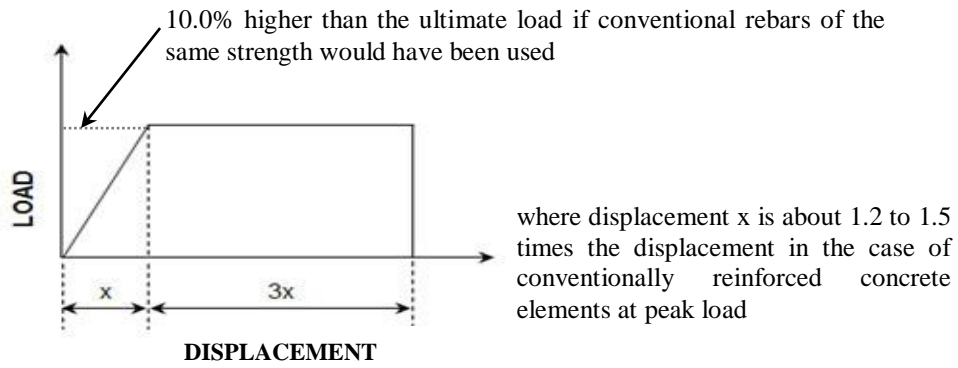 10.0% higher than the ultimate load if conventional rebars of the
same strength would have been used
LOAD
where displacement x is about 1.2 to 1.5
times the displacement in the case of
conventionally reinforced concrete
elements at peak load
x
3x
DISPLACEMENT